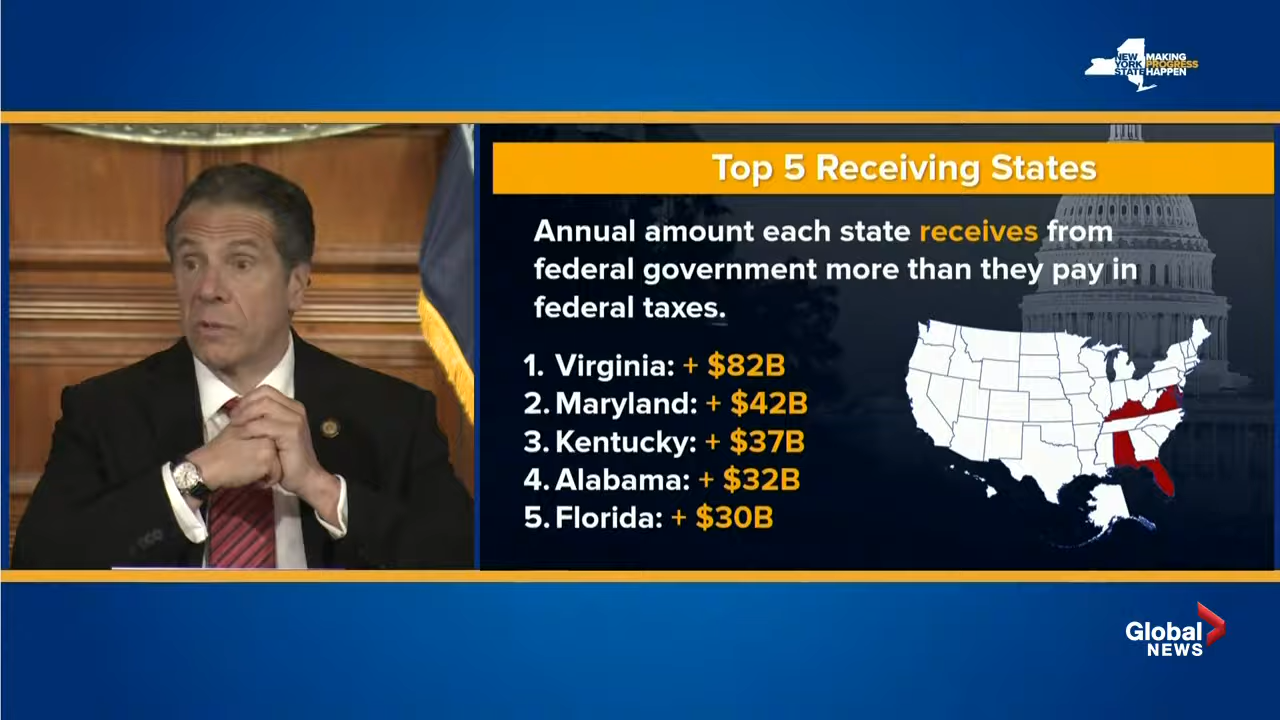 NEW
YORK
STATE
MAKING
PROGRESS
HAPPEN
Top 5 Receiving States
Annual amount each state receives from
federal government more than they pay in
federal taxes.
1. Virginia: + $82B
2. Maryland: + $42B
3. Kentucky: + $37B
4. Alabama: + $32B
5. Florida: + $30B
Global
NEWS